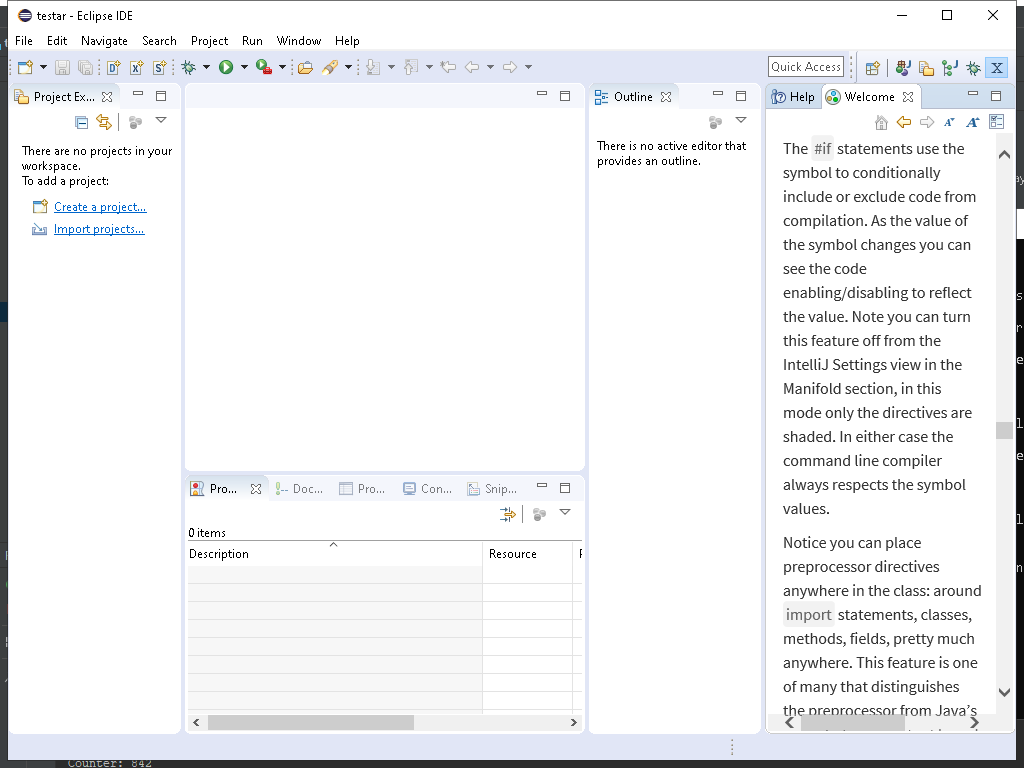 testar - Eclipse IDE
File Edit Navigate Search Project Run Window Help
Quick Access
Project Ex...
There are no projects in your
workspace.
To add a project:
Create a project...
Import projects...
Outline
There is no active editor that
provides an outline.
Help
Welcome
The #if statements use the
symbol to conditionally
include or exclude code from
compilation. As the value of
the symbol changes you can
see the code
enabling/disabling to reflect
the value. Note you can turn
this feature off from the
IntelliJ Settings view in the
Manifold section, in this
mode only the directives are
shaded. In either case the
command line compiler
always respects the symbol
values.
Notice you can place
preprocessor directives
anywhere in the class: around
import statements, classes,
methods, fields, pretty much
anywhere. This feature is one
of many that distinguishes
the preprocessor from Java’s
Pro... Doc... Pro... Con... Snip...
0 items
Description Resource
Counter: 842